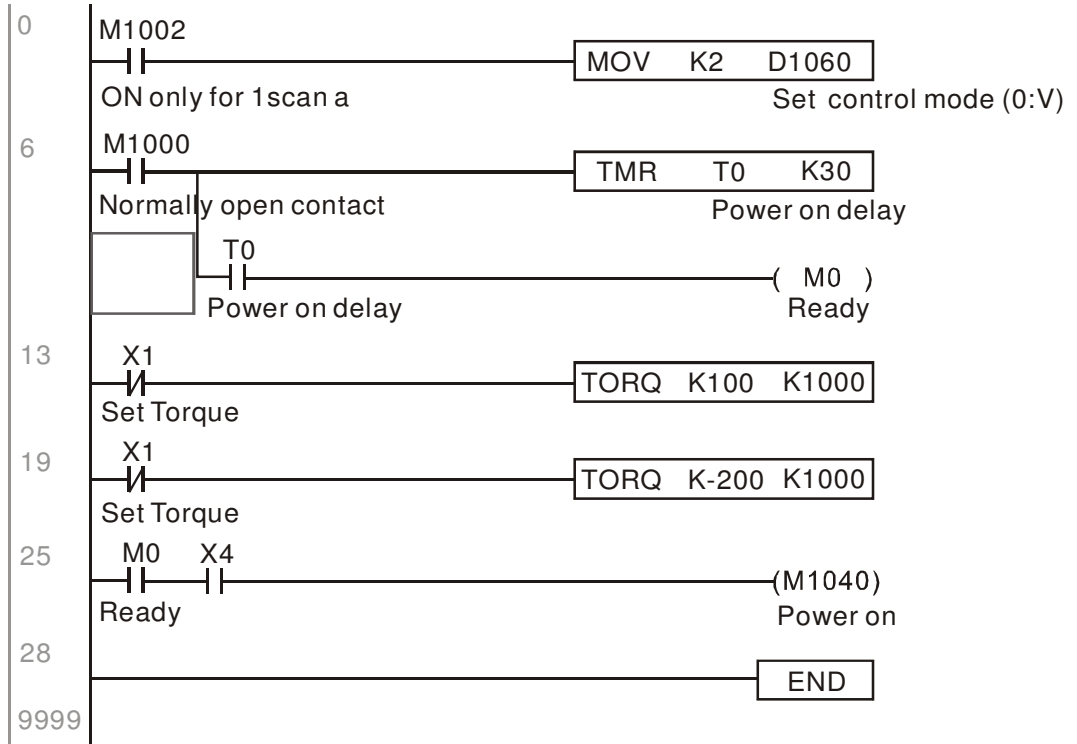 0
M1002
MOV K2 D1060
ON only for 1scan a
Set control mode (0:V)
6
M1000
TMR T0 K30
Normally open contact
Power on delay
T0
( M0 )
Power on delay
Ready
13
X1
TORQ K100 K1000
Set Torque
19
X1
TORQ K-200 K1000
Set Torque
25
M0 X4
(M1040)
Ready
Power on
28
END
9999